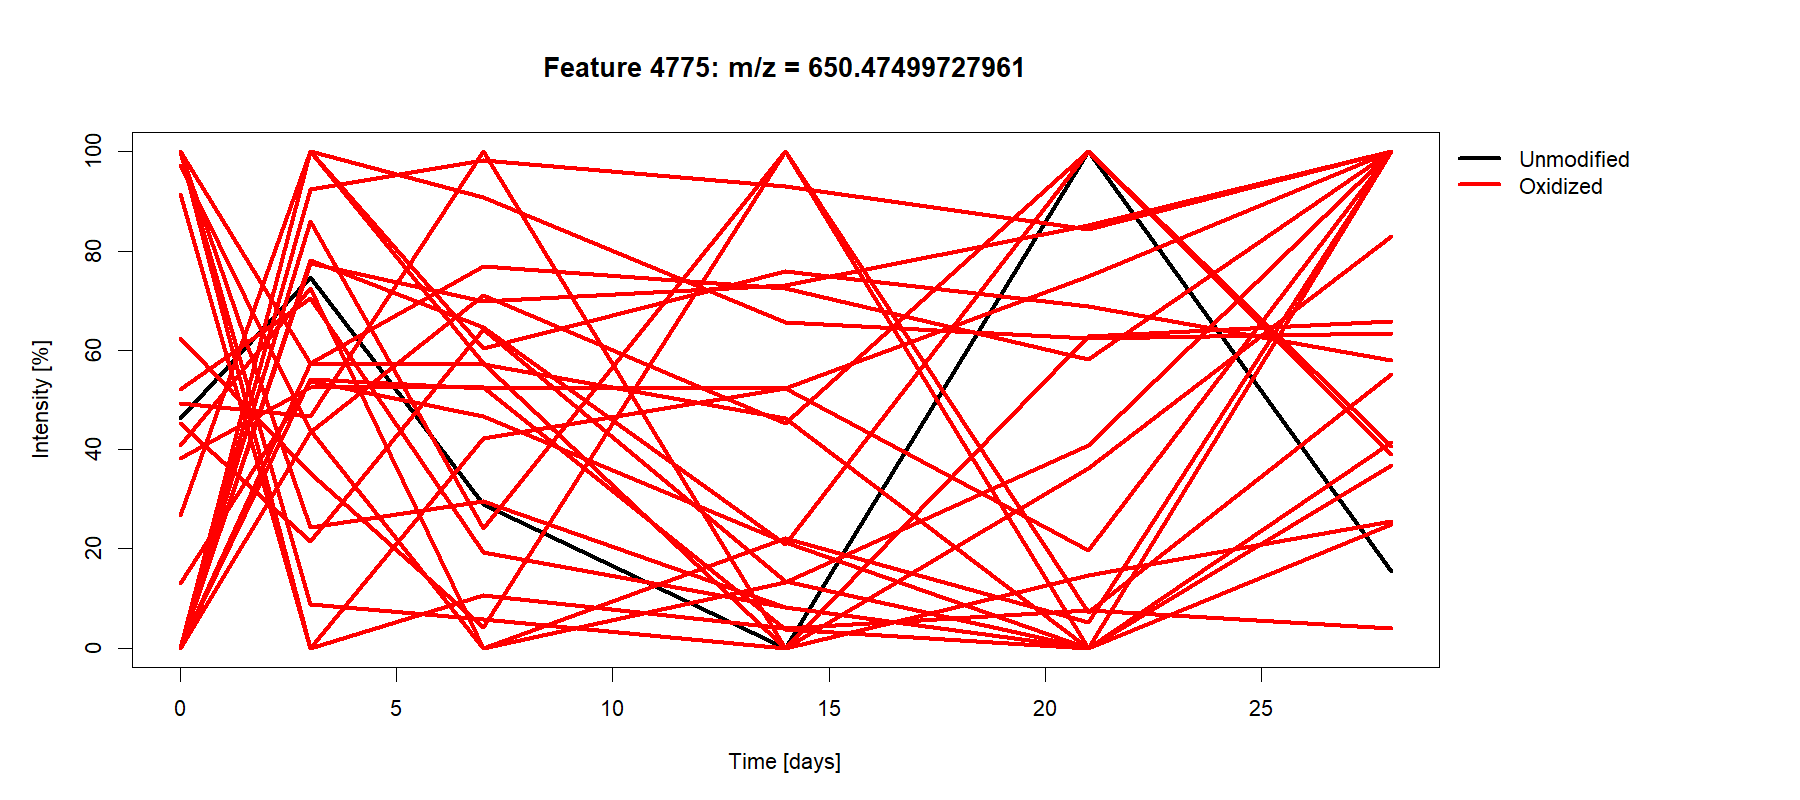 Feature 4775: m/z = 650.47499727961
Unmodified
Oxidized
Intensity [%]
100
80
60
40
20
0
0 5 10 15 20 25
Time [days]